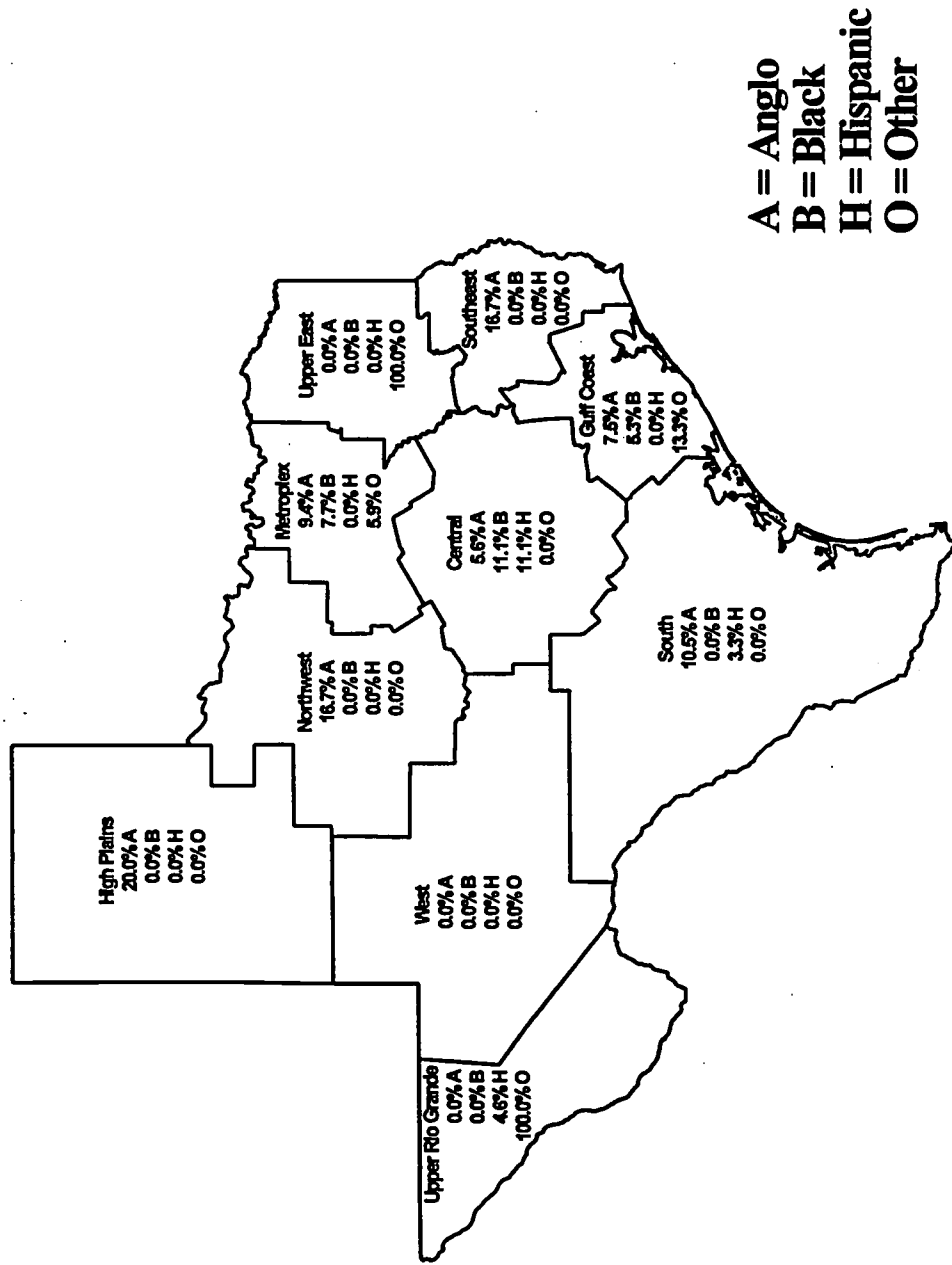 High Plains
20.0% A
0.0% B
0.0% H
0.0% O
Northwest
16.7% A
0.0% B
0.0% H
0.0% O
Metroplex
9.4% A
7.7% B
0.0% H
5.9% O
Upper East
0.0% A
0.0% B
0.0% H
100.0% O
Southeast
16.7% A
0.0% B
0.0% H
0.0% O
Gulf Coast
7.5% A
5.3% B
0.0% H
13.3% O
Central
5.6% A
11.1% B
11.1% H
0.0% O
West
0.0% A
0.0% B
0.0% H
0.0% O
Upper Rio Grande
0.0% A
0.0% B
4.6% H
100.0% O
South
10.5% A
0.0% B
3.3% H
0.0% O
A = Anglo
B = Black
H = Hispanic
O = Other